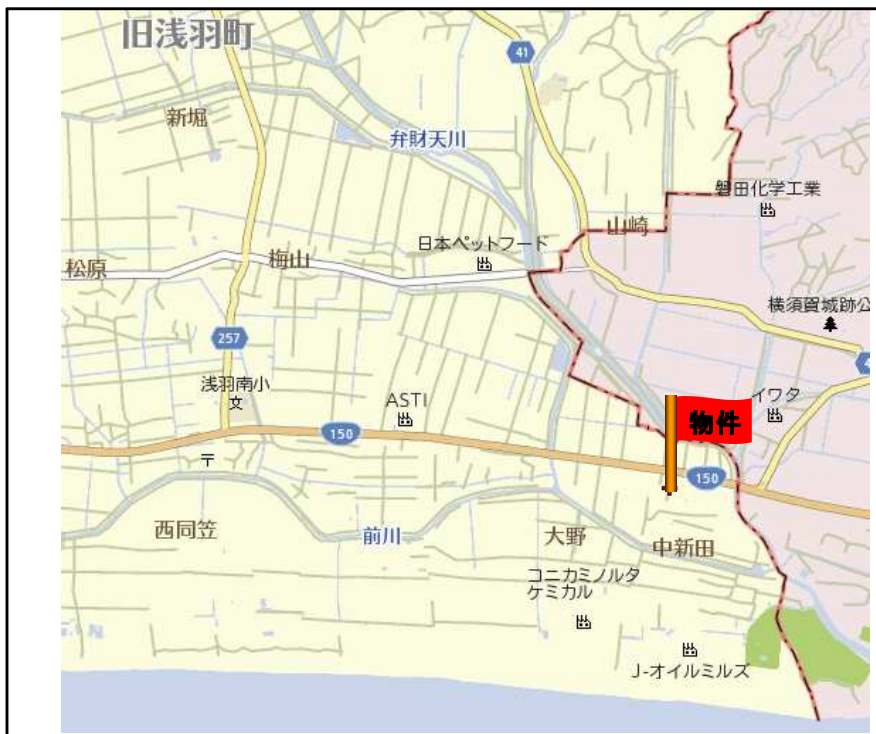 旧浅羽町
41
新堀
弁財天川
磐田化学工業
山崎
日本ペットフード
梅山
松原
横須賀城跡公
257
浅羽南小
文
ASTI
イワタ
4
物件
150
150
〒
西同笠
前川
大野
中新田
コニカミノルタ
ケミカル
J-オイルミルズ